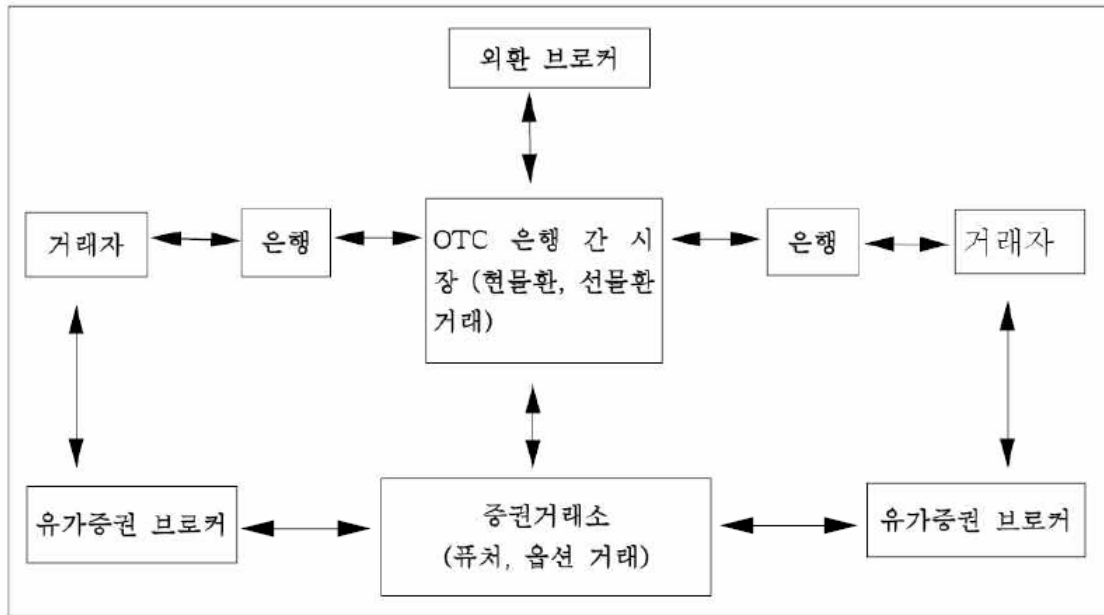 외환 브로커
거래자
은행
OTC 은행 간 시
장 (현물환, 선물환
거래)
은행
거래자
유가증권 브로커
증권거래소
(퓨처, 옵션 거래)
유가증권 브로커